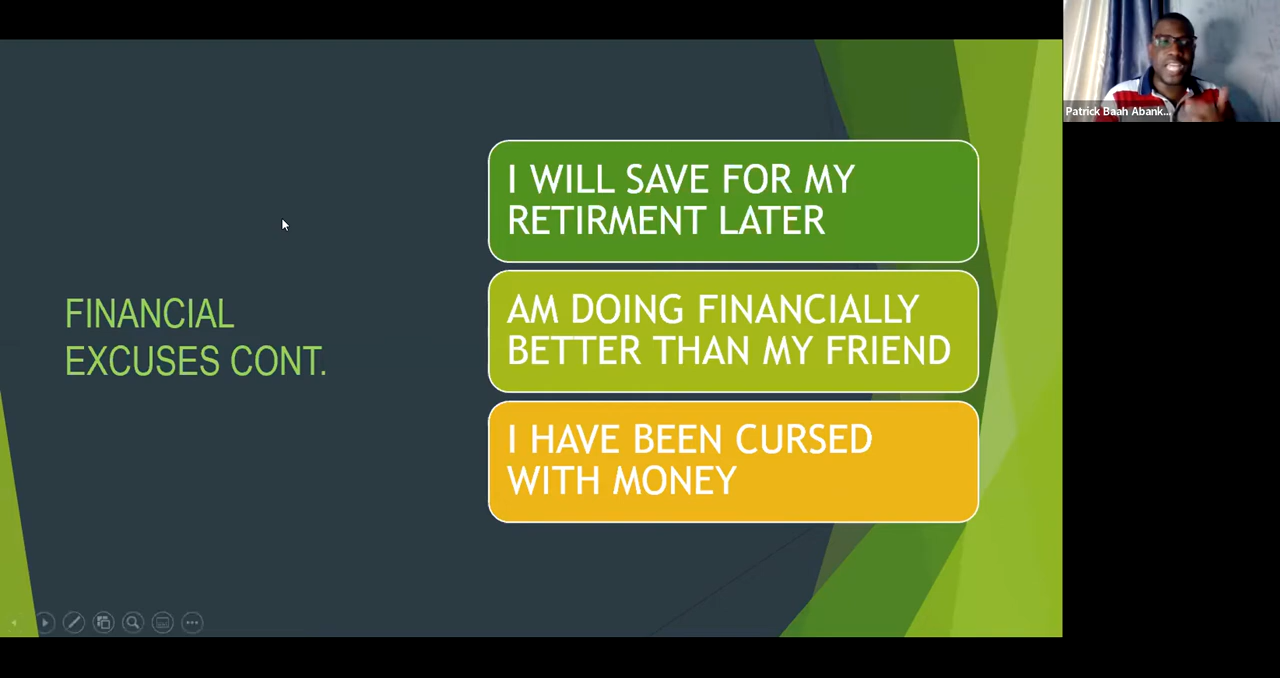 FINANCIAL
EXCUSES CONT.
I WILL SAVE FOR MY
RETIRMENT LATER
AM DOING FINANCIALLY
BETTER THAN MY FRIEND
I HAVE BEEN CURSED
WITH MONEY
Patrick Baah Abank...